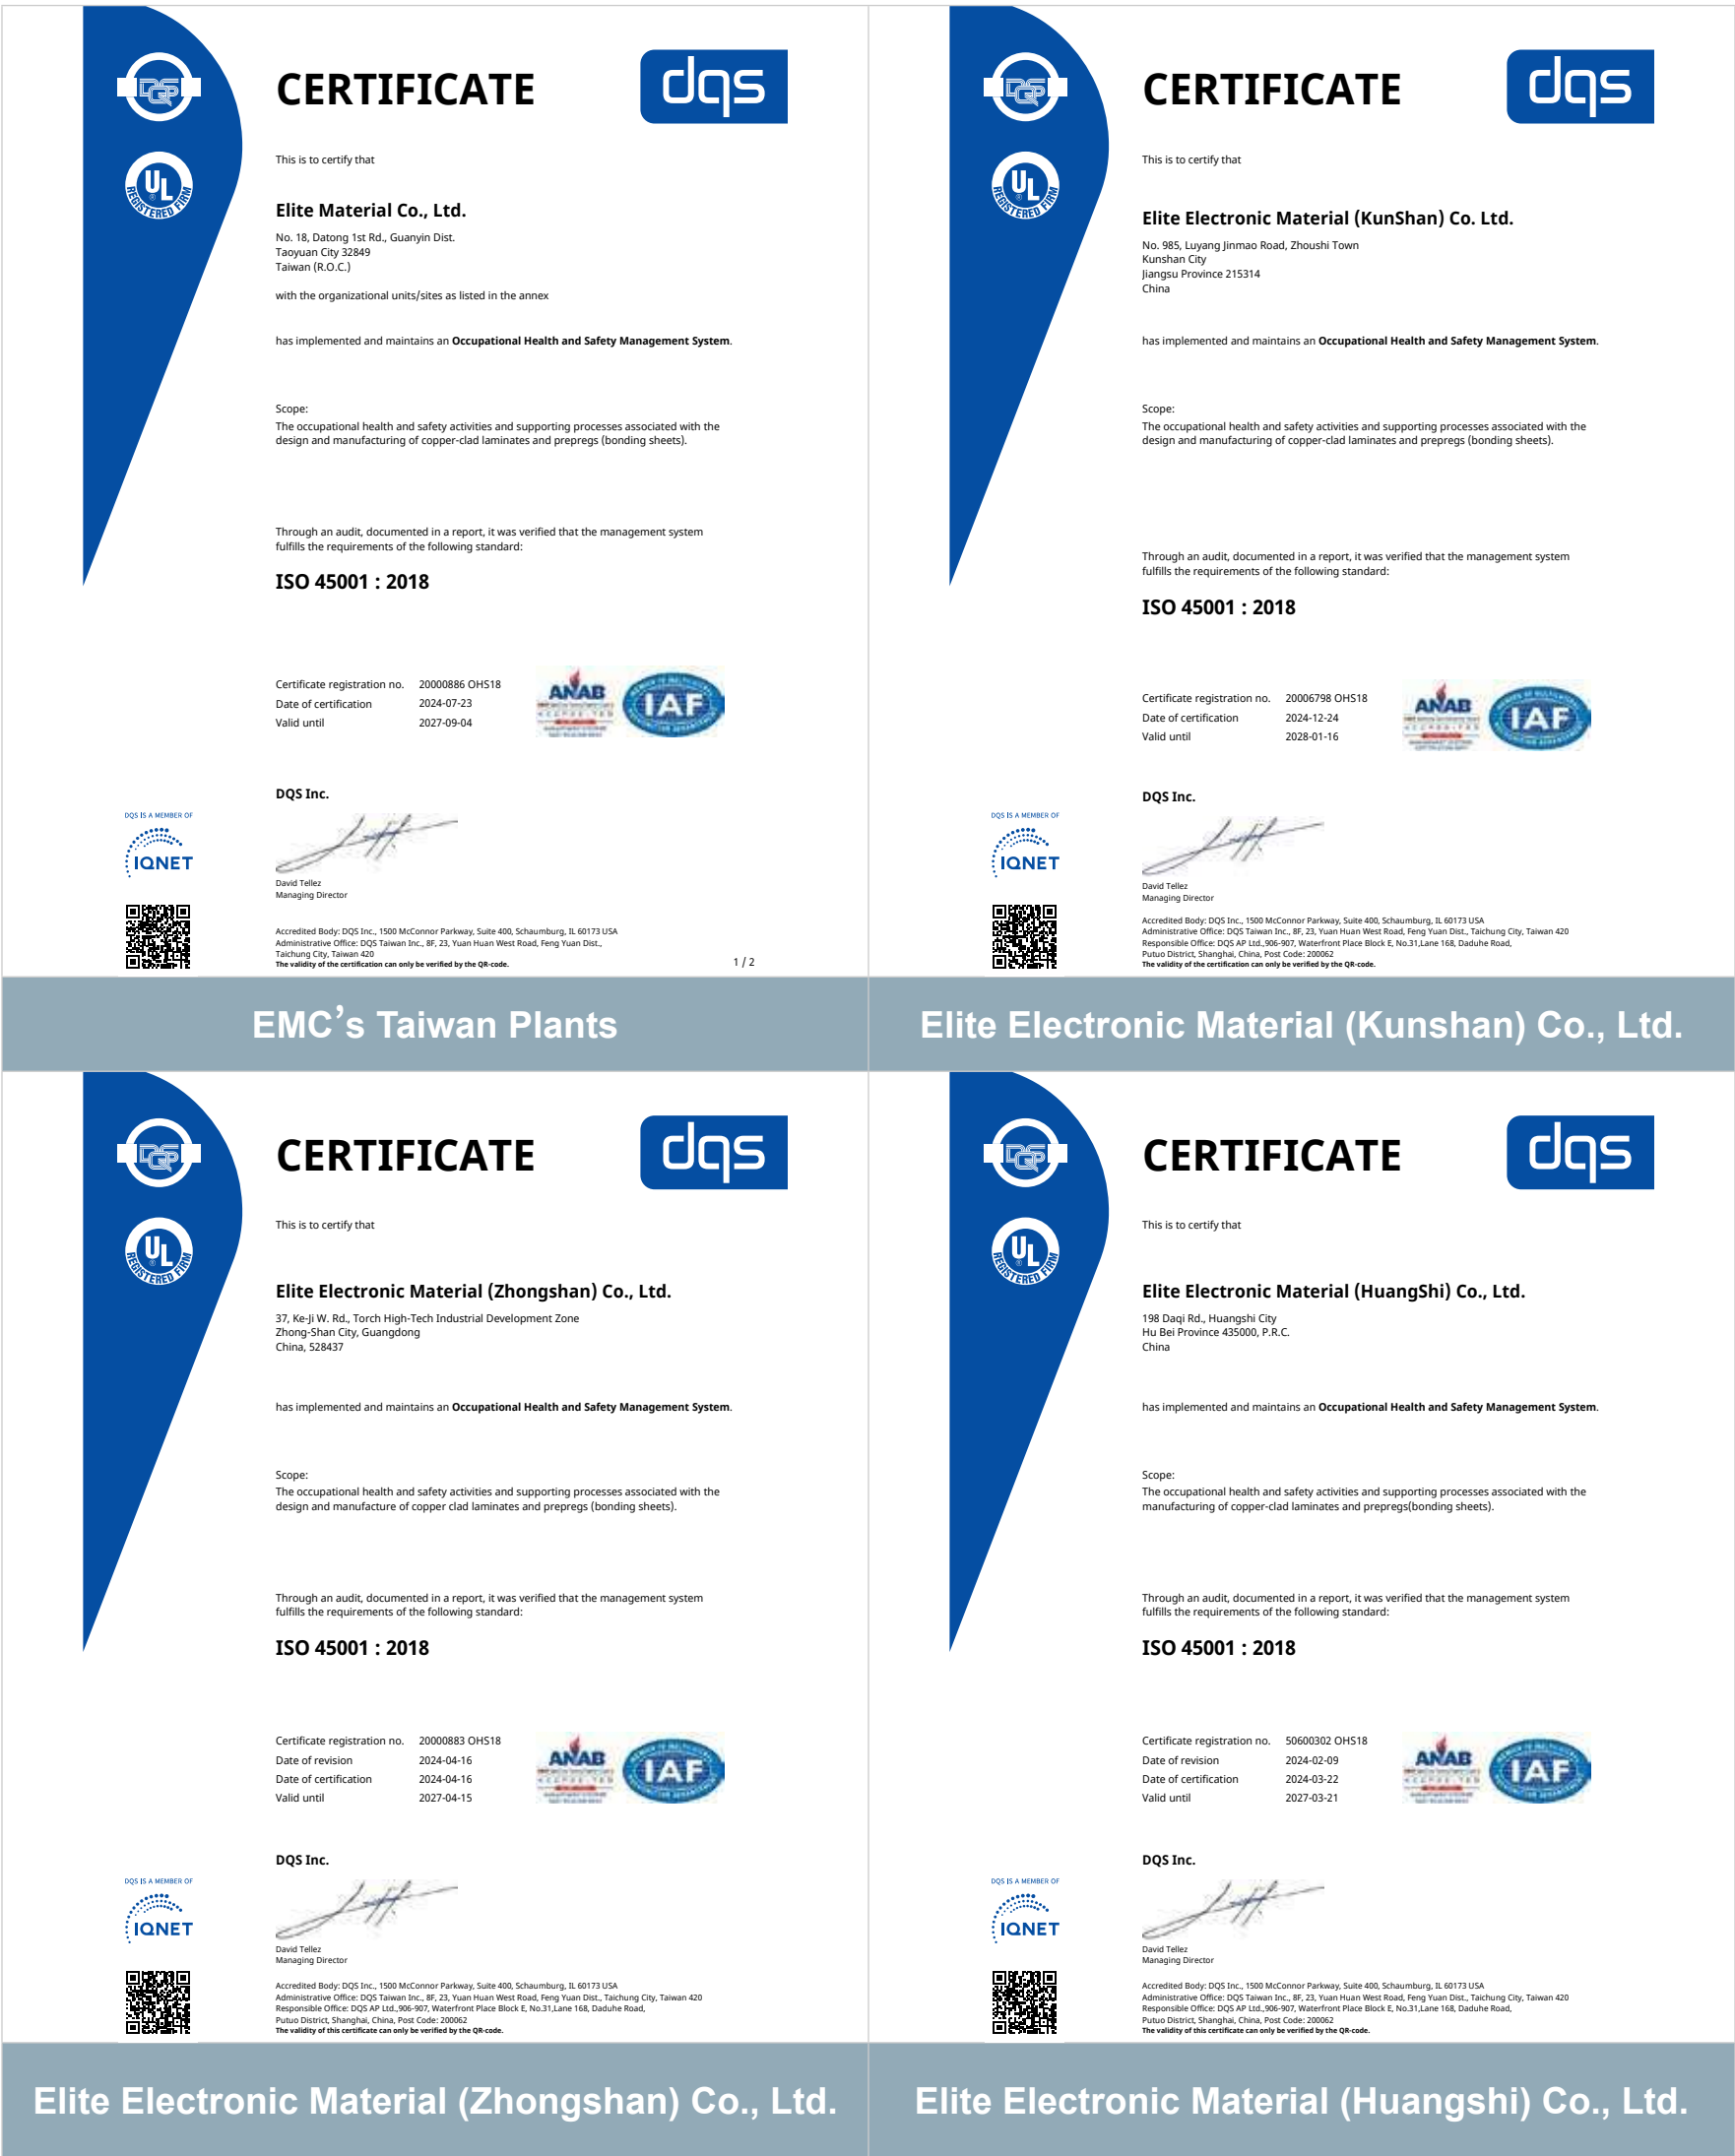 CERTIFICATE
dqs
UL
®
REGISTERED FIRM
This is to certify that
Elite Material Co., Ltd.
No. 18, Datong 1st Rd., Guanyin Dist.
Taoyuan City 32849
Taiwan (R.O.C.)
with the organizational units/sites as listed in the annex
has implemented and maintains an Occupational Health and Safety Management System.
Scope:
The occupational health and safety activities and supporting processes associated with the
design and manufacturing of copper-clad laminates and prepregs (bonding sheets).
Through an audit, documented in a report, it was verified that the management system
fulfills the requirements of the following standard:
ISO 45001 : 2018
Certificate registration no. 20000886 OHS18
Date of certification 2024-07-23
Valid until 2027-09-04
ANAB
IAF
DQS Inc.
DQS IS A MEMBER OF
IQNET
David Tellez
Managing Director
Accredited Body: DQS Inc., 1500 McConnor Parkway, Suite 400, Schaumburg, IL 60173 USA
Administrative Office: DQS Taiwan Inc., 8F, 23, Yuan Huan West Road, Feng Yuan Dist.,
Taichung City, Taiwan 420
The validity of the certification can only be verified by the QR-code.
1 / 2
EMC’s Taiwan Plants
CERTIFICATE
dqs
UL
®
REGISTERED FIRM
This is to certify that
Elite Electronic Material (KunShan) Co. Ltd.
No. 985, Luyang Jinmao Road, Zhoushi Town
Kunshan City
Jiangsu Province 215314
China
has implemented and maintains an Occupational Health and Safety Management System.
Scope:
The occupational health and safety activities and supporting processes associated with the
design and manufacturing of copper-clad laminates and prepregs (bonding sheets).
Through an audit, documented in a report, it was verified that the management system
fulfills the requirements of the following standard:
ISO 45001 : 2018
Certificate registration no. 20006798 OHS18
Date of certification 2024-12-24
Valid until 2028-01-16
ANAB
IAF
DQS Inc.
DQS IS A MEMBER OF
IQNET
David Tellez
Managing Director
Accredited Body: DQS Inc., 1500 McConnor Parkway, Suite 400, Schaumburg, IL 60173 USA
Administrative Office: DQS Taiwan Inc., 8F, 23, Yuan Huan West Road, Feng Yuan Dist., Taichung City, Taiwan 420
Responsible Office: DQS AP Ltd.,906-907, Waterfront Place Block E, No.31,Lane 168, Daduhe Road,
Putuo District, Shanghai, China, Post Code: 200062
The validity of the certification can only be verified by the QR-code.
Elite Electronic Material (Kunshan) Co., Ltd.
CERTIFICATE
dqs
UL
®
REGISTERED FIRM
This is to certify that
Elite Electronic Material (Zhongshan) Co., Ltd.
37, Ke-Ji W. Rd., Torch High-Tech Industrial Development Zone
Zhong-Shan City, Guangdong
China, 528437
has implemented and maintains an Occupational Health and Safety Management System.
Scope:
The occupational health and safety activities and supporting processes associated with the
design and manufacture of copper clad laminates and prepregs (bonding sheets).
Through an audit, documented in a report, it was verified that the management system
fulfills the requirements of the following standard:
ISO 45001 : 2018
Certificate registration no. 20000883 OHS18
Date of revision 2024-04-16
Date of certification 2024-04-16
Valid until 2027-04-15
ANAB
IAF
DQS Inc.
DQS IS A MEMBER OF
IQNET
David Tellez
Managing Director
Accredited Body: DQS Inc., 1500 McConnor Parkway, Suite 400, Schaumburg, IL 60173 USA
Administrative Office: DQS Taiwan Inc., 8F, 23, Yuan Huan West Road, Feng Yuan Dist., Taichung City, Taiwan 420
Responsible Office: DQS AP Ltd.,906-907, Waterfront Place Block E, No.31,Lane 168, Daduhe Road,
Putuo District, Shanghai, China, Post Code: 200062
The validity of this certificate can only be verified by the QR-code.
Elite Electronic Material (Zhongshan) Co., Ltd.
CERTIFICATE
dqs
UL
®
REGISTERED FIRM
This is to certify that
Elite Electronic Material (HuangShi) Co., Ltd.
198 Daqi Rd., Huangshi City
Hu Bei Province 435000, P.R.C.
China
has implemented and maintains an Occupational Health and Safety Management System.
Scope:
The occupational health and safety activities and supporting processes associated with the
manufacturing of copper-clad laminates and prepregs(bonding sheets).
Through an audit, documented in a report, it was verified that the management system
fulfills the requirements of the following standard:
ISO 45001 : 2018
Certificate registration no. 50600302 OHS18
Date of revision 2024-02-09
Date of certification 2024-03-22
Valid until 2027-03-21
ANAB
IAF
DQS Inc.
DQS IS A MEMBER OF
IQNET
David Tellez
Managing Director
Accredited Body: DQS Inc., 1500 McConnor Parkway, Suite 400, Schaumburg, IL 60173 USA
Administrative Office: DQS Taiwan Inc., 8F, 23, Yuan Huan West Road, Feng Yuan Dist., Taichung City, Taiwan 420
Responsible Office: DQS AP Ltd.,906-907, Waterfront Place Block E, No.31,Lane 168, Daduhe Road,
Putuo District, Shanghai, China, Post Code: 200062
The validity of this certificate can only be verified by the QR-code.
Elite Electronic Material (Huangshi) Co., Ltd.